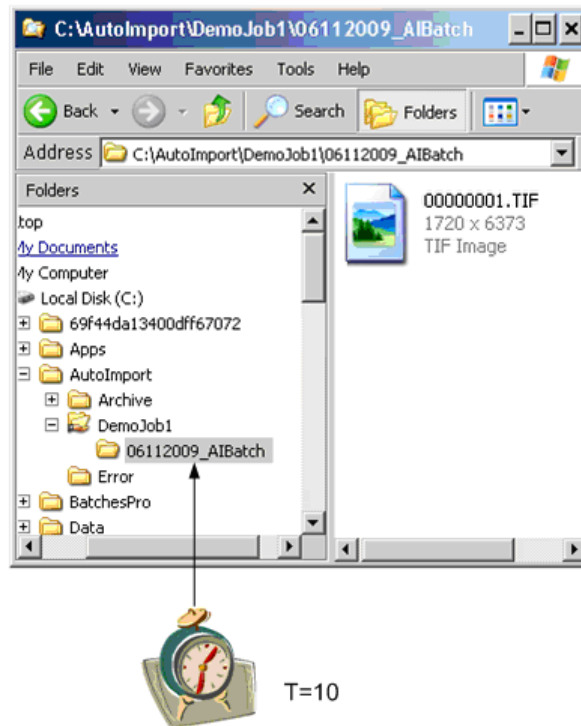 C:\AutoImport\DemoJob1\06112009_AIBatch
File Edit View Favorites Tools Help
Back Search Folders
Address C:\AutoImport\DemoJob1\06112009_AIBatch
Folders
top
My Documents
My Computer
Local Disk (C:)
69f44da13400dff67072
Apps
AutoImport
Archive
DemoJob1
06112009_AIBatch
Error
BatchesPro
Data
00000001.TIF
1720 x 6373
TIF Image
T=10